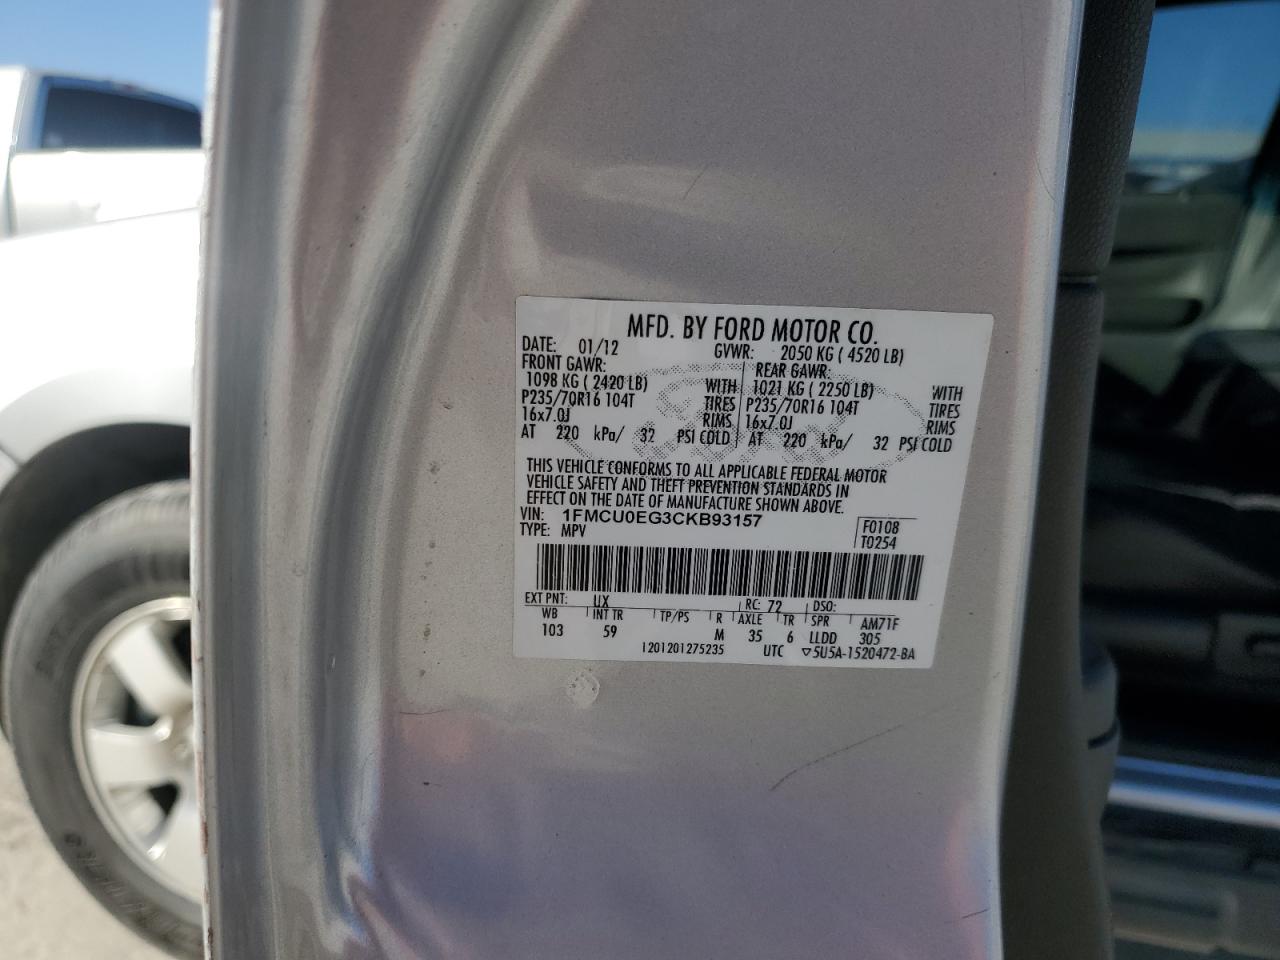 MFD. BY FORD MOTOR CO.
DATE: 01/12 GVWR: 2050 KG ( 4520 LB)
FRONT GAWR: REAR GAWR:
1098 KG ( 2420 LB) WITH 1021 KG ( 2250 LB) WITH
P235/70R16 104T TIRES P235/70R16 104T TIRES
16x7.0J RIMS 16x7.0J RIMS
AT 220 kPa/ 32 PSI COLD AT 220 kPa/ 32 PSI COLD
THIS VEHICLE CONFORMS TO ALL APPLICABLE FEDERAL MOTOR
VEHICLE SAFETY AND THEFT PREVENTION STANDARDS IN
EFFECT ON THE DATE OF MANUFACTURE SHOWN ABOVE.
VIN: 1FMCU0EG3CKB93157 F0108
TYPE: MPV T0254
EXT PNT: UX RC: 72 DSO:
WB INT TR TP/PS R AXLE TR SPR AM71F
103 59 M 35 6 LLDD 305
1201201275235 UTC ▽5U5A-1520472-BA